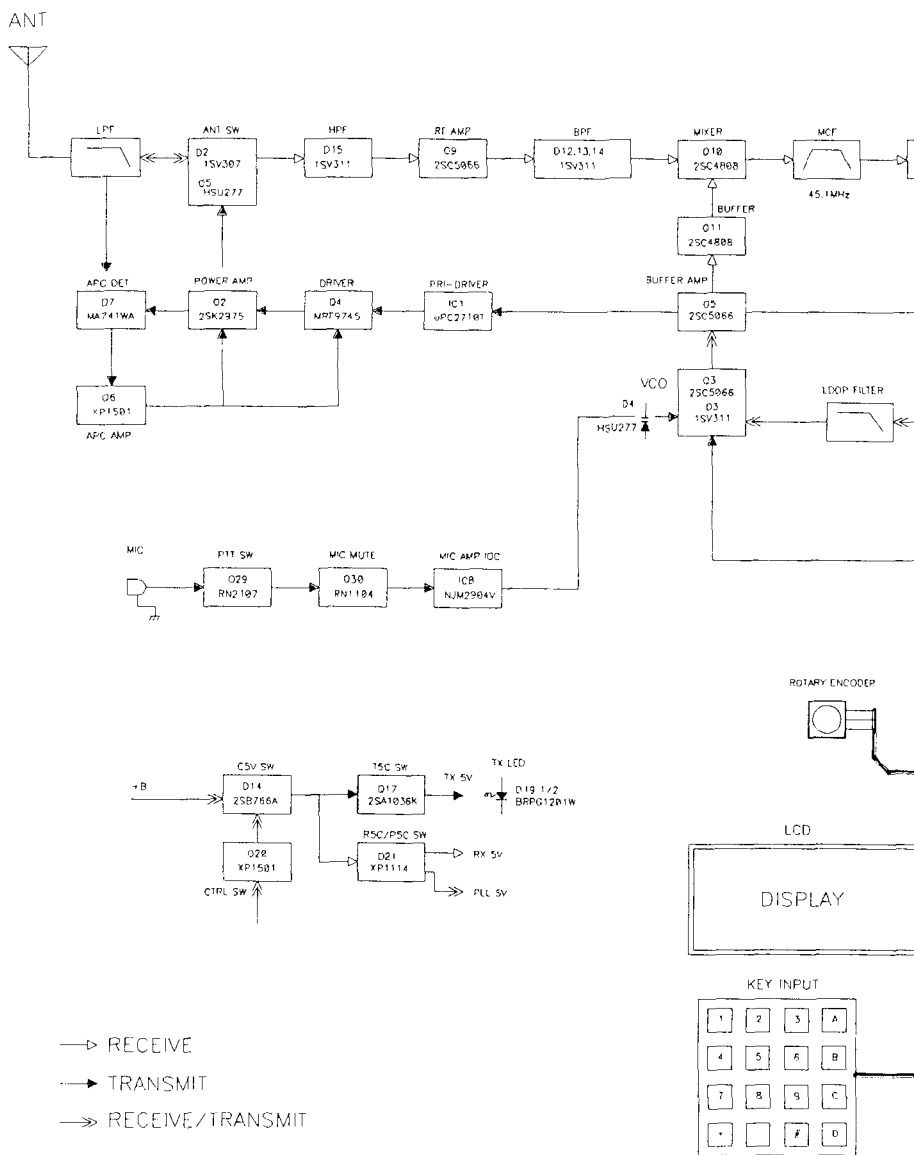 ANT
LPF
ANT SW
HPF
RF AMP
BPF
MIXER
MCF
D2
1SV307
Q5
HSU277
D15
1SV311
Q9
2SC5066
D12,13,14
1SV311
Q10
2SC4808
45.1MHz
BUFFER
Q11
2SC4808
APC DET
POWER AMP
DRIVER
PRI-DRIVER
BUFFER AMP
D7
MA741WA
Q2
2SK2975
Q4
MRF9745
IC1
uPC2710T
Q5
2SC5066
Q6
XP1501
APC AMP
VCO
D4
HSU277
Q3
2SC5066
D3
1SV311
LOOP FILTER
MIC
PTT SW
MIC MUTE
MIC AMP IDC
Q29
RN2107
Q30
RN1104
IC8
NJM2904V
ROTARY ENCODER
C5V SW
T5C SW
TX 5V
TX LED
+B
D14
2SB766A
D17
2SA1036K
D19 1/2
BRPG1201W
R5C/P5C SW
Q20
XP1501
D21
XP1114
RX 5V
PLL 5V
CTRL SW
LCD
DISPLAY
KEY INPUT
1 2 3 A
4 5 6 B
7 8 9 C
* # D
RECEIVE
TRANSMIT
RECEIVE/TRANSMIT